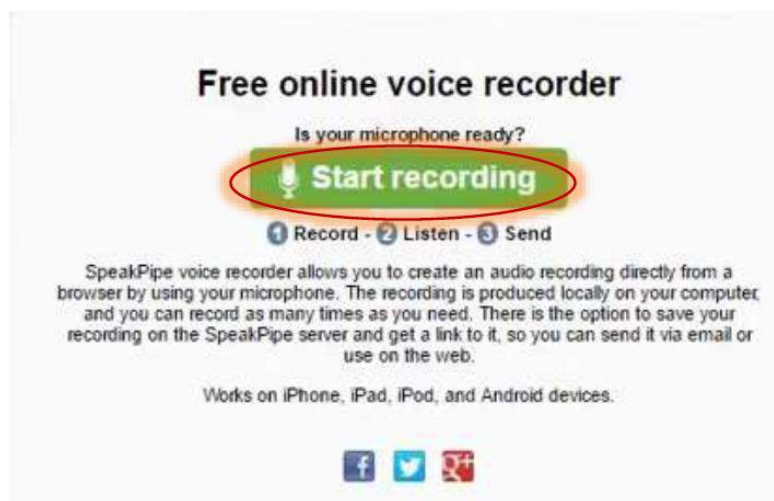 Free online voice recorder
Is your microphone ready?
Start recording
1 Record - 2 Listen - 3 Send
SpeakPipe voice recorder allows you to create an audio recording directly from a
browser by using your microphone. The recording is produced locally on your computer,
and you can record as many times as you need. There is the option to save your
recording on the SpeakPipe server and get a link to it, so you can send it via email or
use on the web.
Works on iPhone, iPad, iPod, and Android devices.
f
g+